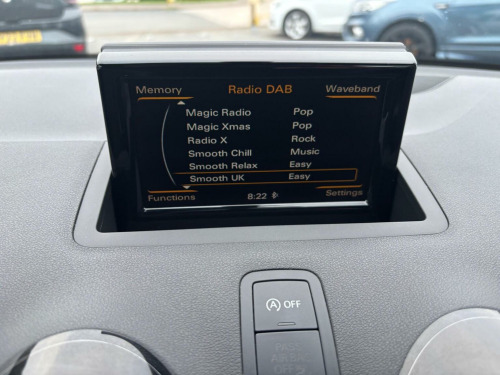 Memory Radio DAB Waveband
Magic Radio Pop
Magic Xmas Pop
Radio X Rock
Smooth Chill Music
Smooth Relax Easy
Smooth UK Easy
Functions 8:22 Settings
A OFF